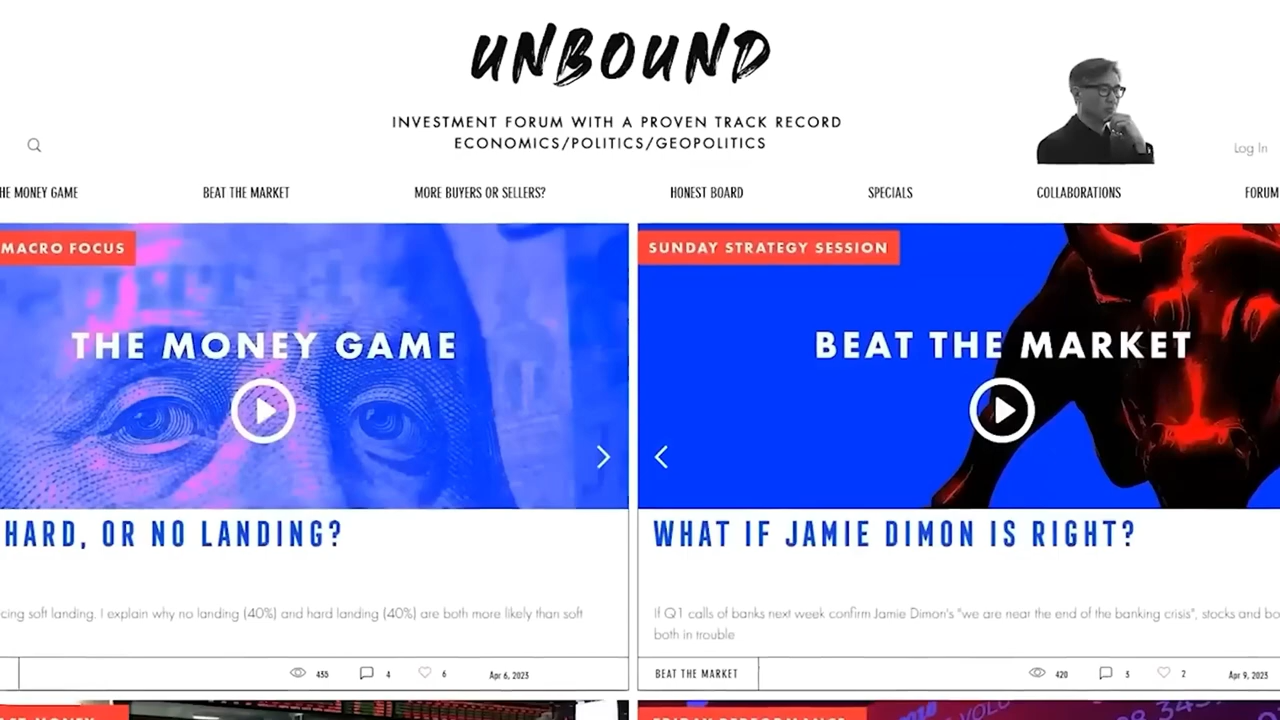 UNBOUND
INVESTMENT FORUM WITH A PROVEN TRACK RECORD
ECONOMICS/POLITICS/GEOPOLITICS
Log In
HE MONEY GAME
BEAT THE MARKET
MORE BUYERS OR SELLERS?
HONEST BOARD
SPECIALS
COLLABORATIONS
FORUM
MACRO FOCUS
THE MONEY GAME
HARD, OR NO LANDING?
cing soft landing. I explain why no landing (40%) and hard landing (40%) are both more likely than soft
455 4 6 Apr 6, 2023
SUNDAY STRATEGY SESSION
BEAT THE MARKET
WHAT IF JAMIE DIMON IS RIGHT?
If Q1 calls of banks next week confirm Jamie Dimon's "we are near the end of the banking crisis", stocks and bo
both in trouble
BEAT THE MARKET 420 3 2 Apr 9, 2023